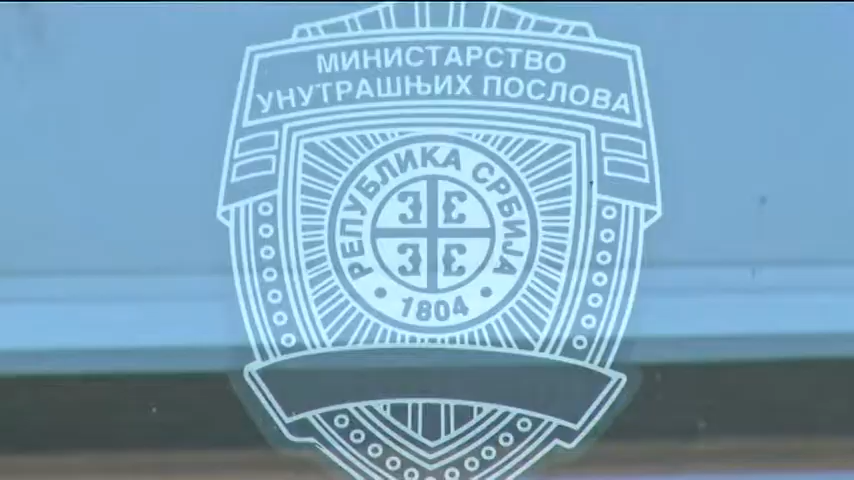 МИНИСТАРСТВО
УНУТРАШЊИХ ПОСЛОВА
РЕПУБЛИКА СРБИЈА
• 1804 •